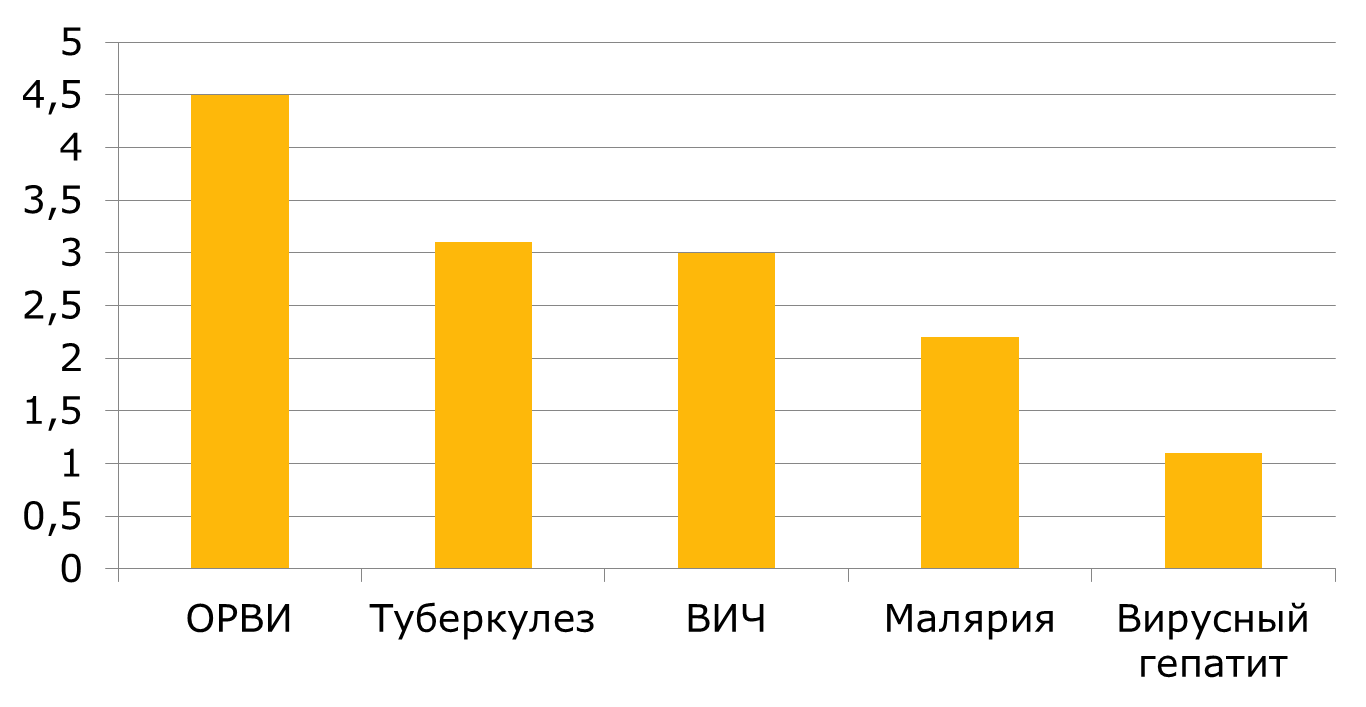 5
4,5
4
3,5
3
2,5
2
1,5
1
0,5
0
ОРВИ
Туберкулез
ВИЧ
Малярия
Вирусный
гепатит